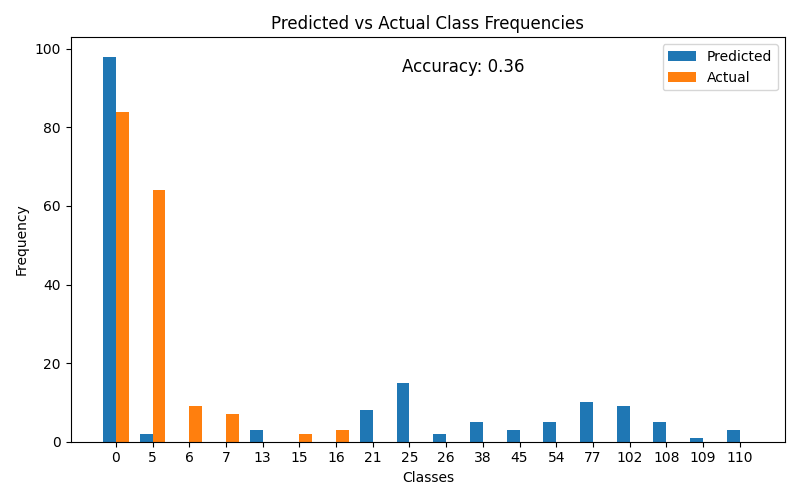 Predicted vs Actual Class Frequencies
Accuracy: 0.36
Predicted
Actual
Frequency
100
80
60
40
20
0
0 5 6 7 13 15 16 21 25 26 38 45 54 77 102 108 109 110
Classes